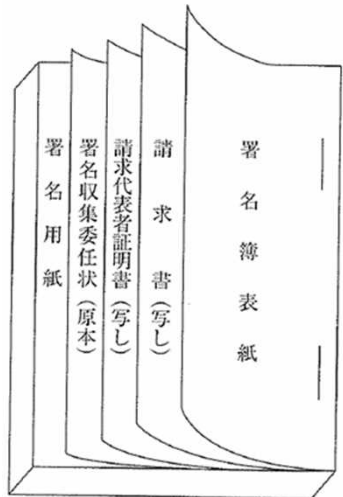 署名簿表紙
請求書（写し）
請求代表者証明書（写し）
署名収集委任状（原本）
署名用紙